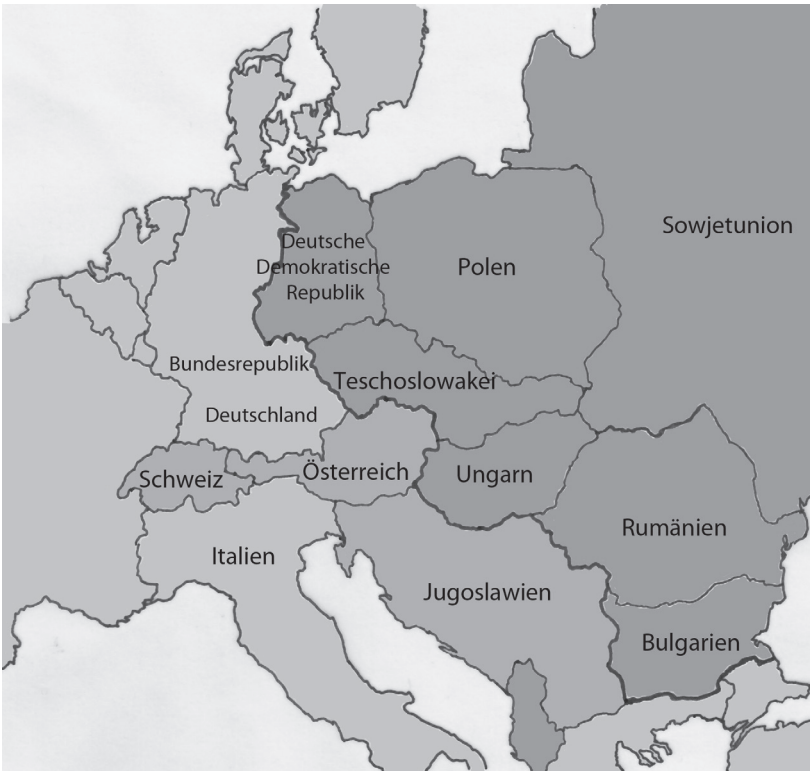 Sowjetunion
Deutsche
Demokratische
Republik
Polen
Bundesrepublik
Deutschland
Teschoslowakei
Schweiz
Österreich
Ungarn
Rumänien
Italien
Jugoslawien
Bulgarien